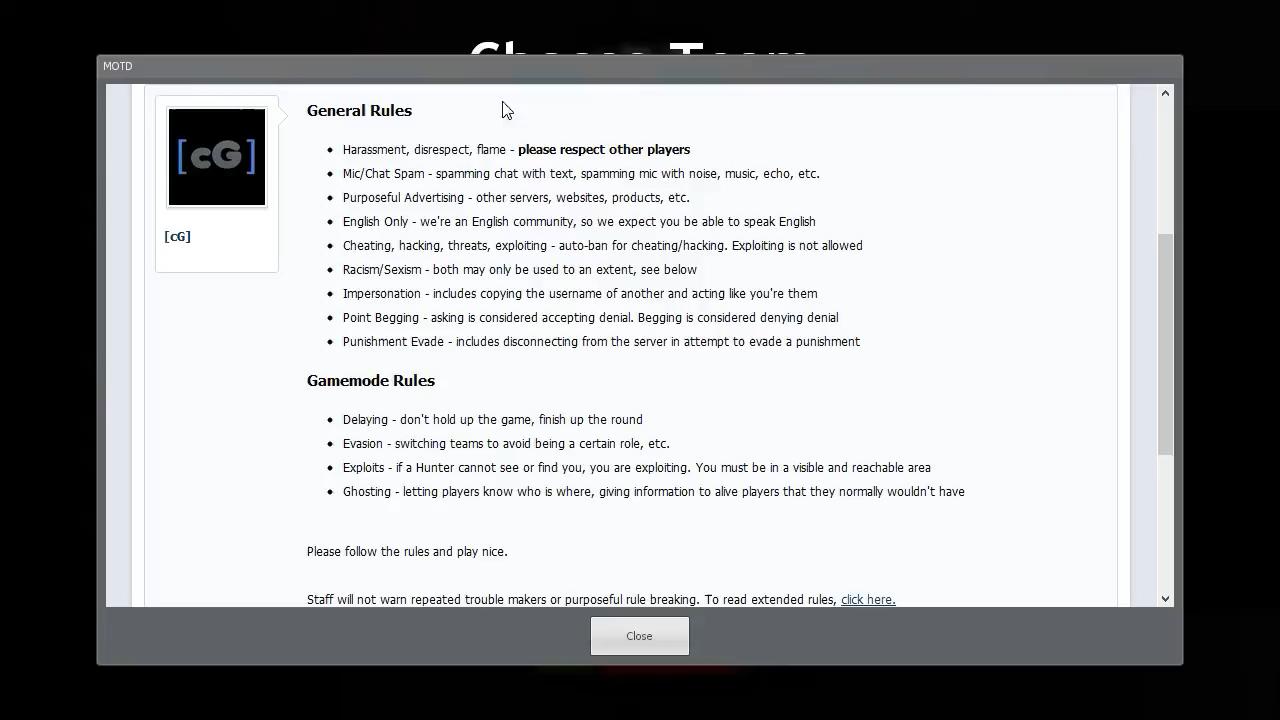 Choose Team
MOTD
[cG]
[cG]
General Rules
Harassment, disrespect, flame - please respect other players
Mic/Chat Spam - spamming chat with text, spamming mic with noise, music, echo, etc.
Purposeful Advertising - other servers, websites, products, etc.
English Only - we're an English community, so we expect you be able to speak English
Cheating, hacking, threats, exploiting - auto-ban for cheating/hacking. Exploiting is not allowed
Racism/Sexism - both may only be used to an extent, see below
Impersonation - includes copying the username of another and acting like you're them
Point Begging - asking is considered accepting denial. Begging is considered denying denial
Punishment Evade - includes disconnecting from the server in attempt to evade a punishment
Gamemode Rules
Delaying - don't hold up the game, finish up the round
Evasion - switching teams to avoid being a certain role, etc.
Exploits - if a Hunter cannot see or find you, you are exploiting. You must be in a visible and reachable area
Ghosting - letting players know who is where, giving information to alive players that they normally wouldn't have
Please follow the rules and play nice.
Staff will not warn repeated trouble makers or purposeful rule breaking. To read extended rules, click here.
Close